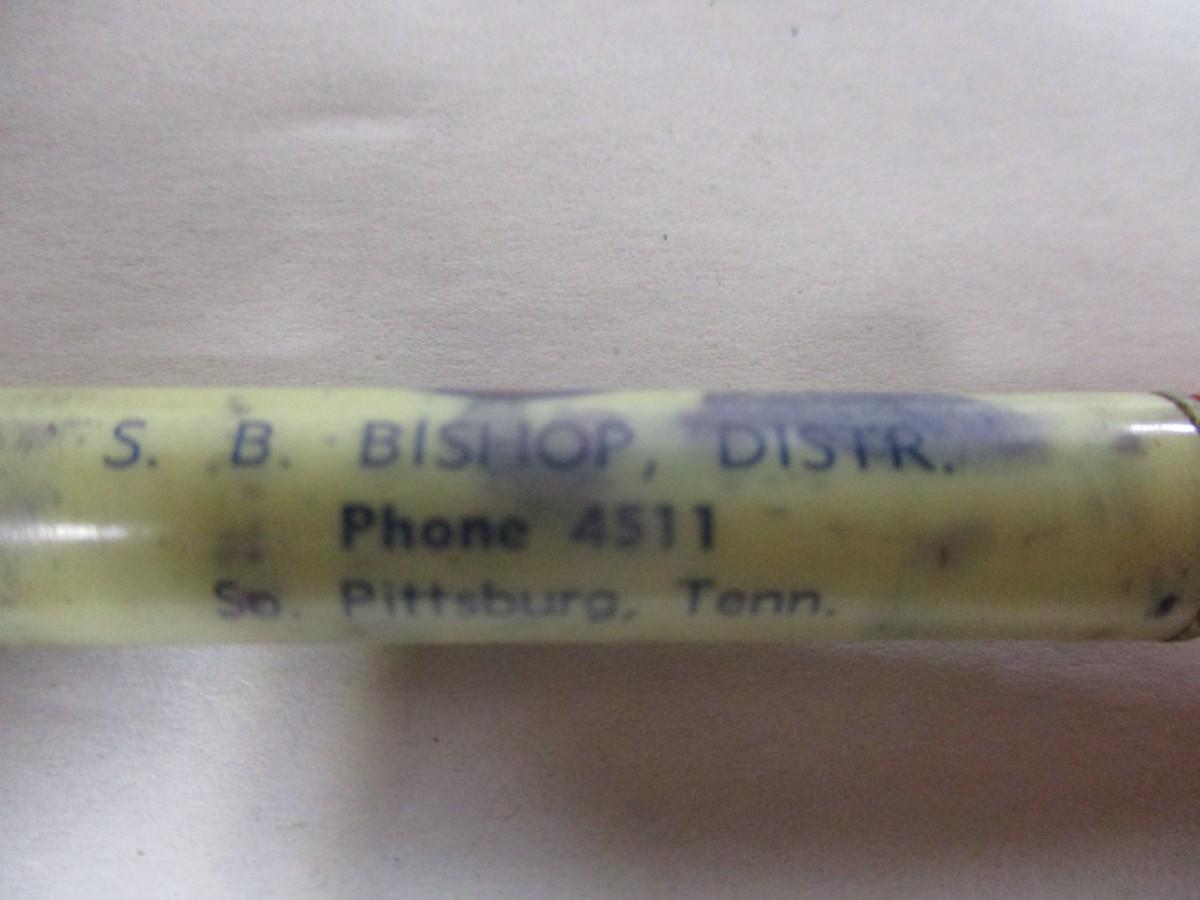 S. B. BISHOP, DISTR.
Phone 4511
So. Pittsburg, Tenn.